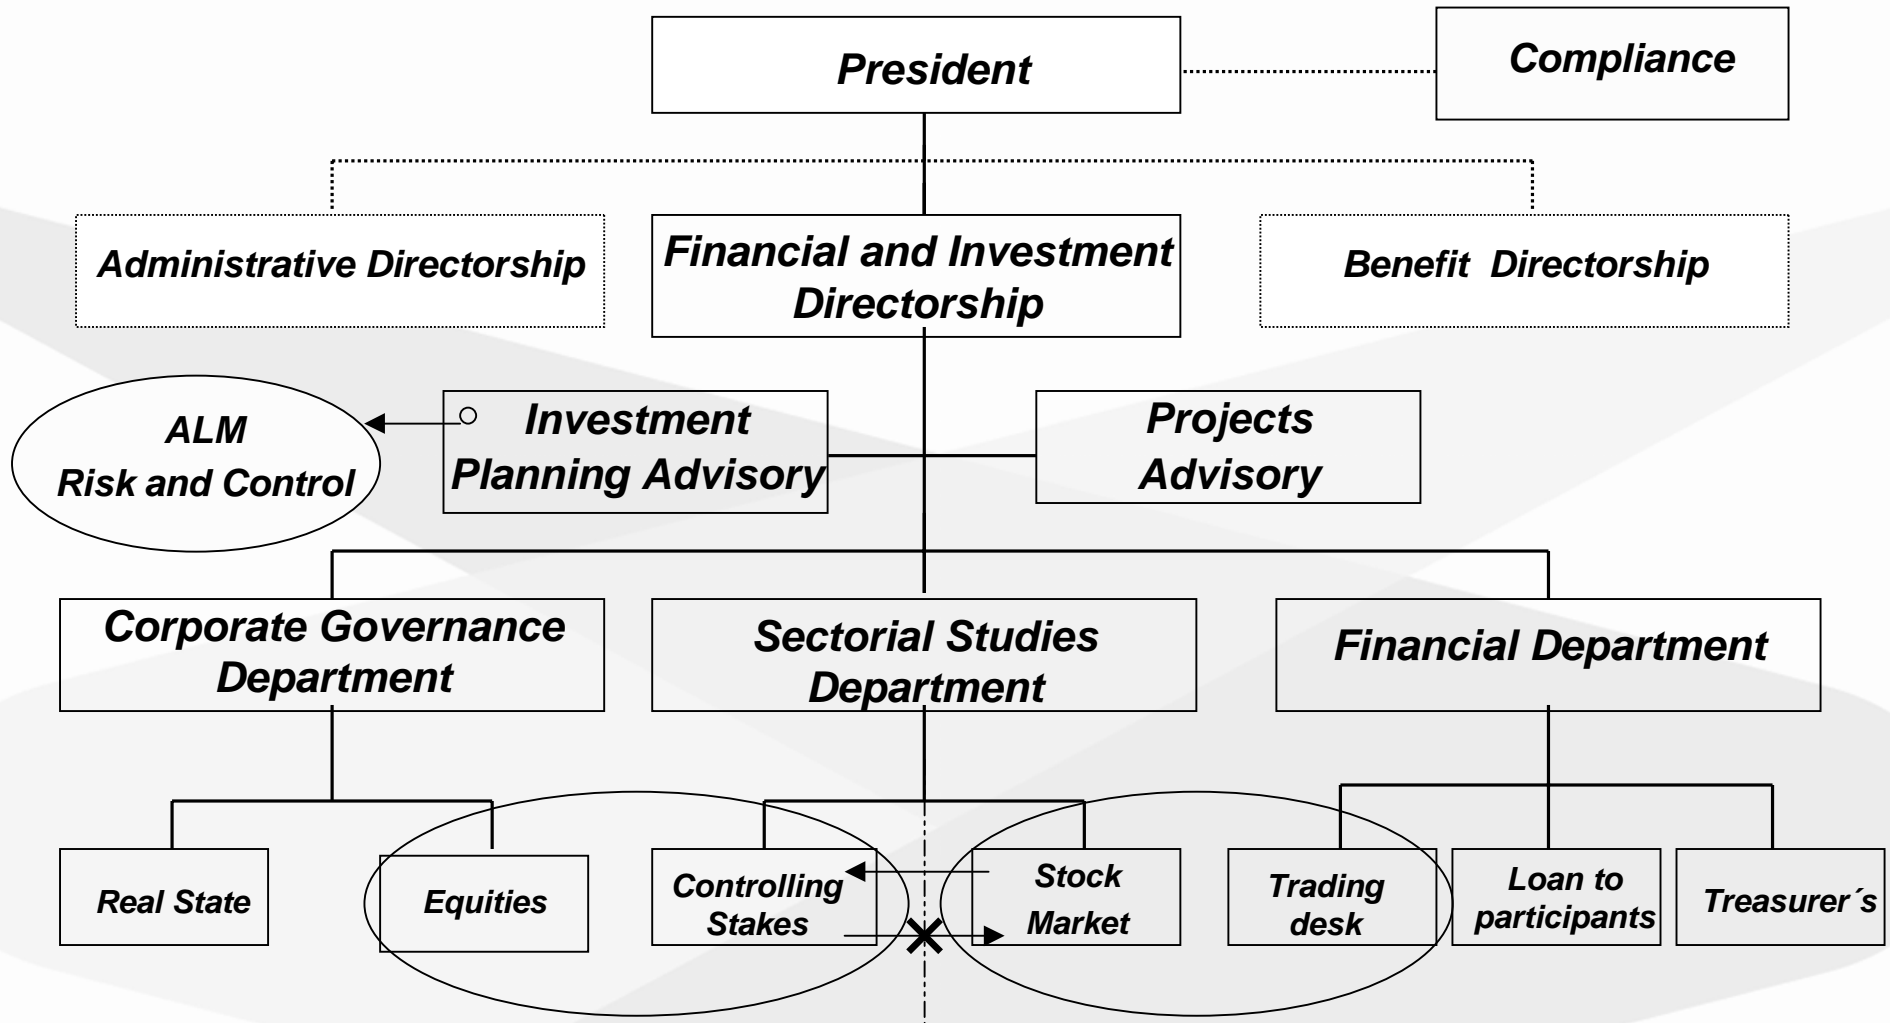 President
Compliance
Administrative Directorship
Financial and Investment
Directorship
Benefit Directorship
ALM
Risk and Control
Investment
Planning Advisory
Projects
Advisory
Corporate Governance
Department
Sectorial Studies
Department
Financial Department
Real State
Equities
Controlling
Stakes
Stock
Market
Trading
desk
Loan to
participants
Treasurer´s